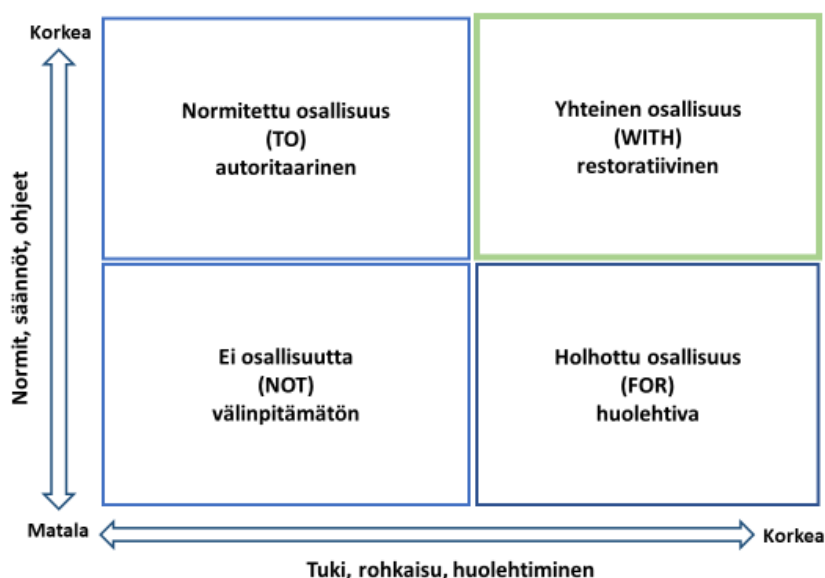 Korkea
Normitettu osallisuus
(TO)
autoritaarinen
Yhteinen osallisuus
(WITH)
restoratiivinen
Normit, säännöt, ohjeet
Ei osallisuutta
(NOT)
välinpitämätön
Holhottu osallisuus
(FOR)
huolehtiva
Matala
Korkea
Tuki, rohkaisu, huolehtiminen